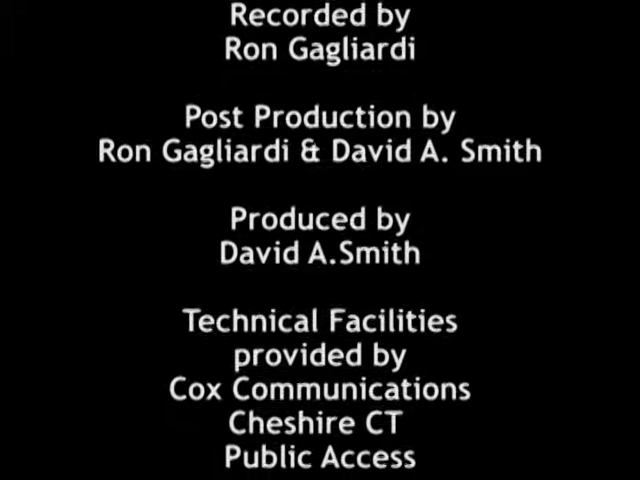 Recorded by
Ron Gagliardi
Post Production by
Ron Gagliardi & David A. Smith
Produced by
David A.Smith
Technical Facilities
provided by
Cox Communications
Cheshire CT
Public Access